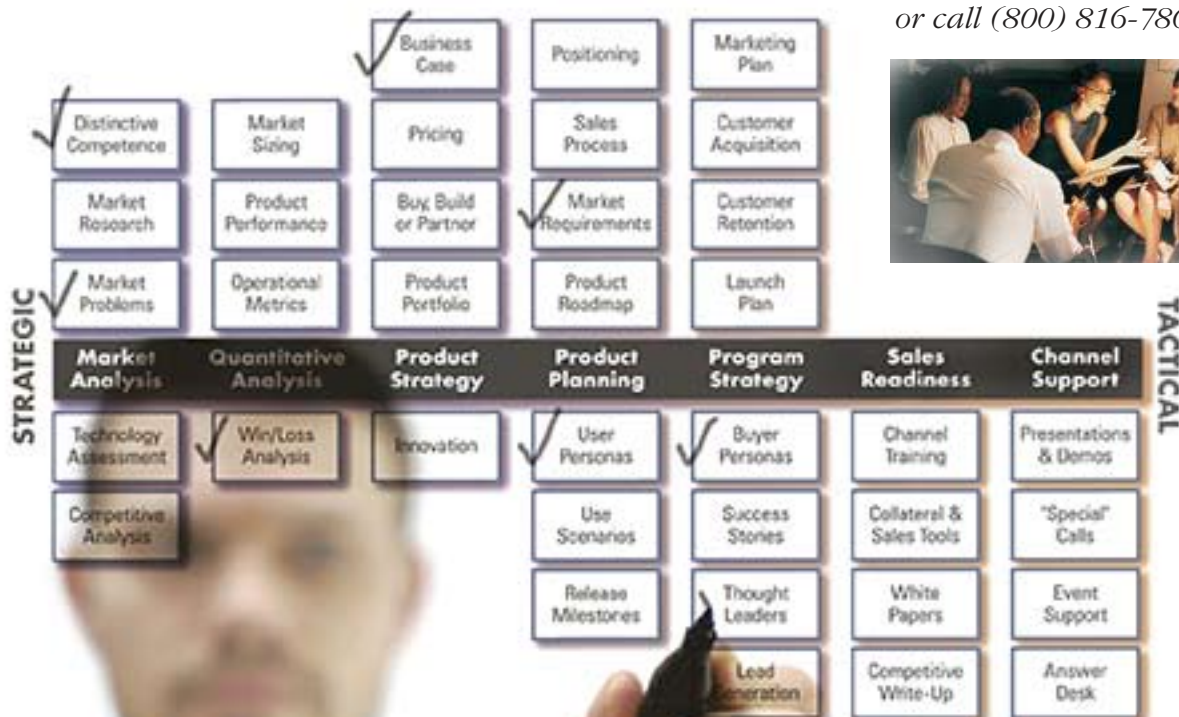 or call (800) 816-780
Business
Case
Positioning
Marketing
Plan
Distinctive
Competence
Market
Sizing
Pricing
Sales
Process
Customer
Acquisition
Market
Research
Product
Performance
Buy, Build
or Partner
Market
Requirements
Customer
Retention
Market
Problems
Operational
Metrics
Product
Portfolio
Product
Roadmap
Launch
Plan
STRATEGIC
Market
Analysis
Quantitative
Analysis
Product
Strategy
Product
Planning
Program
Strategy
Sales
Readiness
Channel
Support
TACTICAL
Technology
Assessment
Win/Loss
Analysis
Innovation
User
Personas
Buyer
Personas
Channel
Training
Presentations
& Demos
Competitive
Analysis
Use
Scenarios
Success
Stories
Collateral &
Sales Tools
"Special"
Calls
Release
Milestones
Thought
Leaders
White
Papers
Event
Support
Lead
Generation
Competitive
Write-Up
Answer
Desk